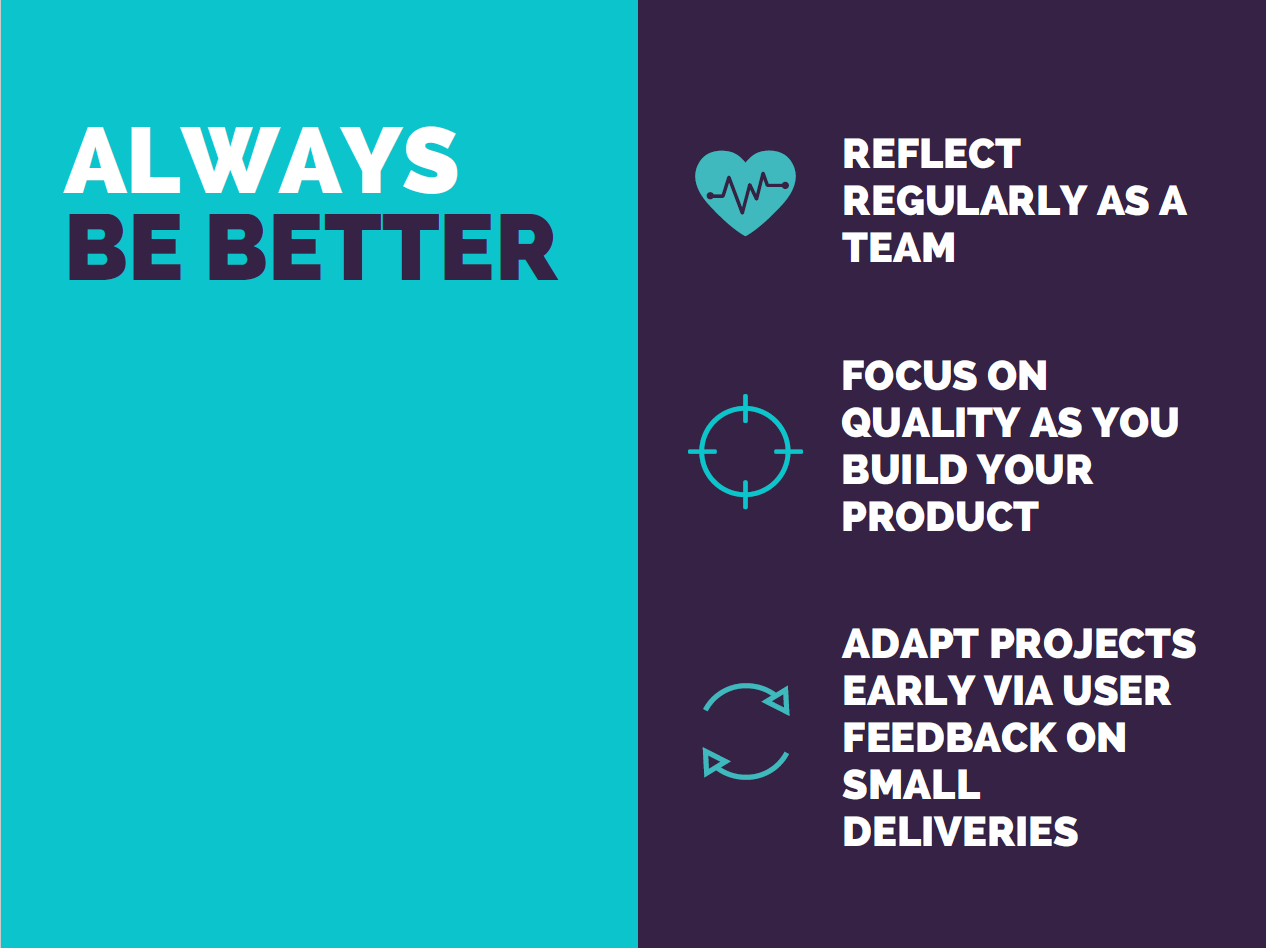 ALWAYS
BE BETTER
REFLECT
REGULARLY AS A
TEAM
FOCUS ON
QUALITY AS YOU
BUILD YOUR
PRODUCT
ADAPT PROJECTS
EARLY VIA USER
FEEDBACK ON
SMALL
DELIVERIES